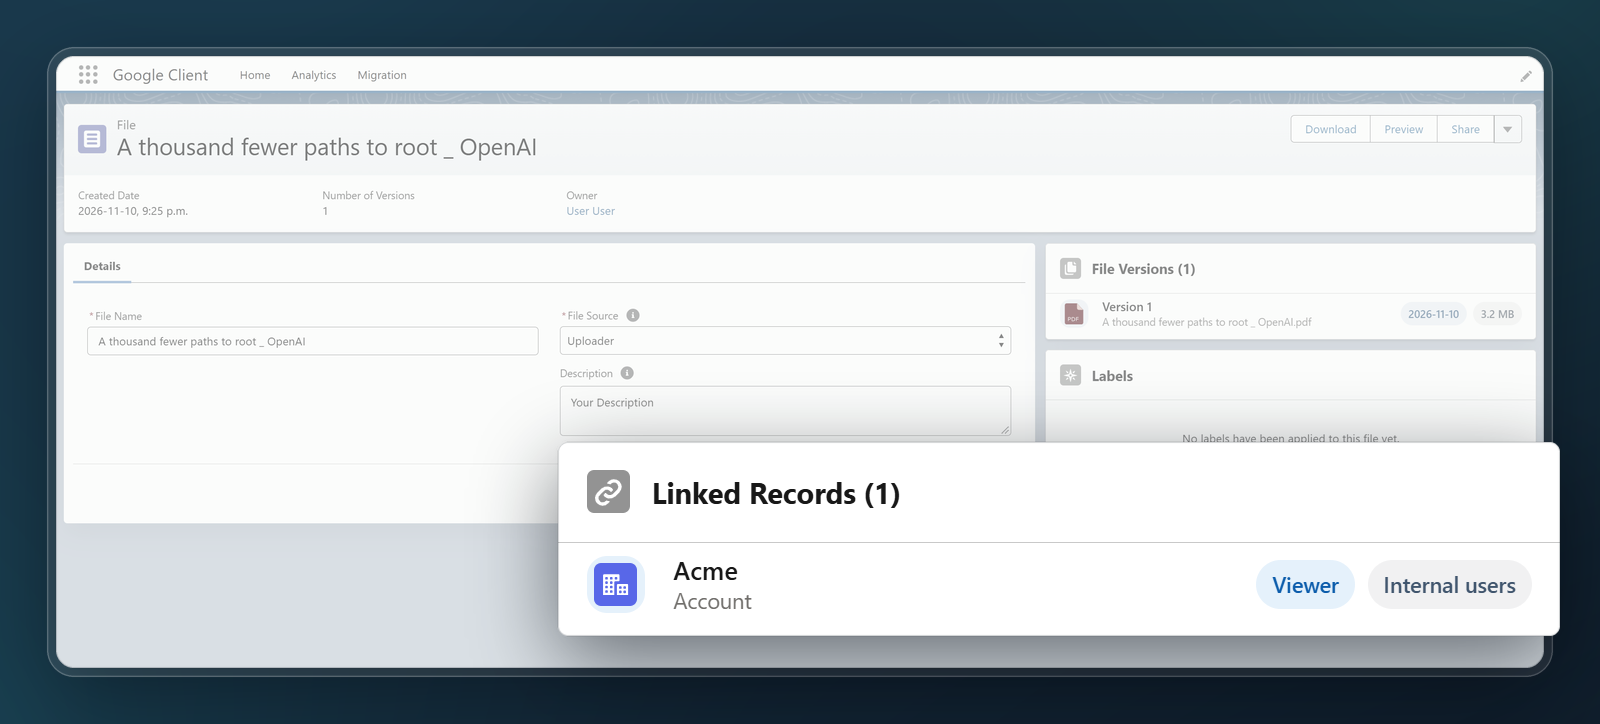 Google Client
Home
Analytics
Migration
File
A thousand fewer paths to root _ OpenAI
Download
Preview
Share
Created Date
2026-11-10, 9:25 p.m.
Number of Versions
1
Owner
User User
Details
*File Name
A thousand fewer paths to root _ OpenAI
*File Source
Uploader
Description
Your Description
File Versions (1)
PDF
Version 1
A thousand fewer paths to root _ OpenAI.pdf
2026-11-10
3.2 MB
Labels
No labels have been applied to this file yet.
Linked Records (1)
Acme
Account
Viewer
Internal users